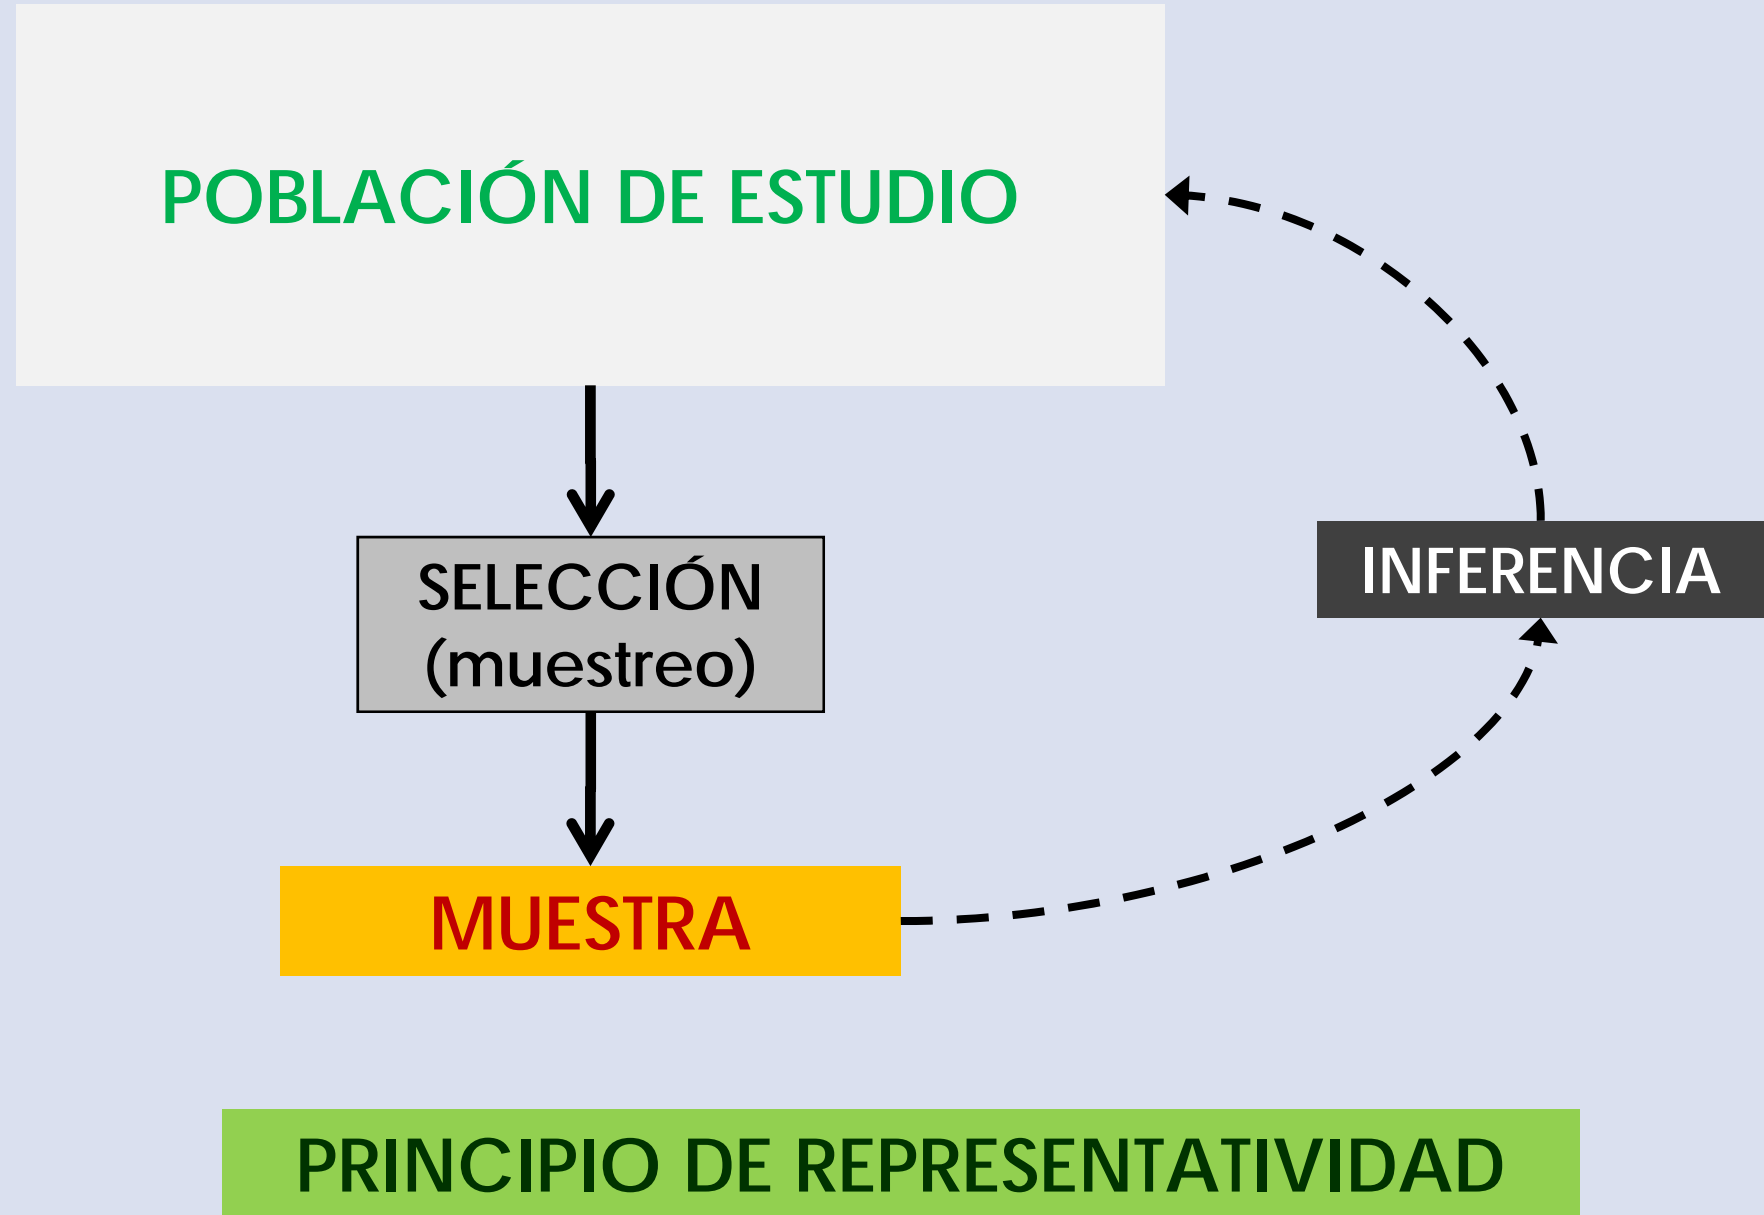 POBLACIÓN DE ESTUDIO
SELECCIÓN
(muestreo)
INFERENCIA
MUESTRA
PRINCIPIO DE REPRESENTATIVIDAD